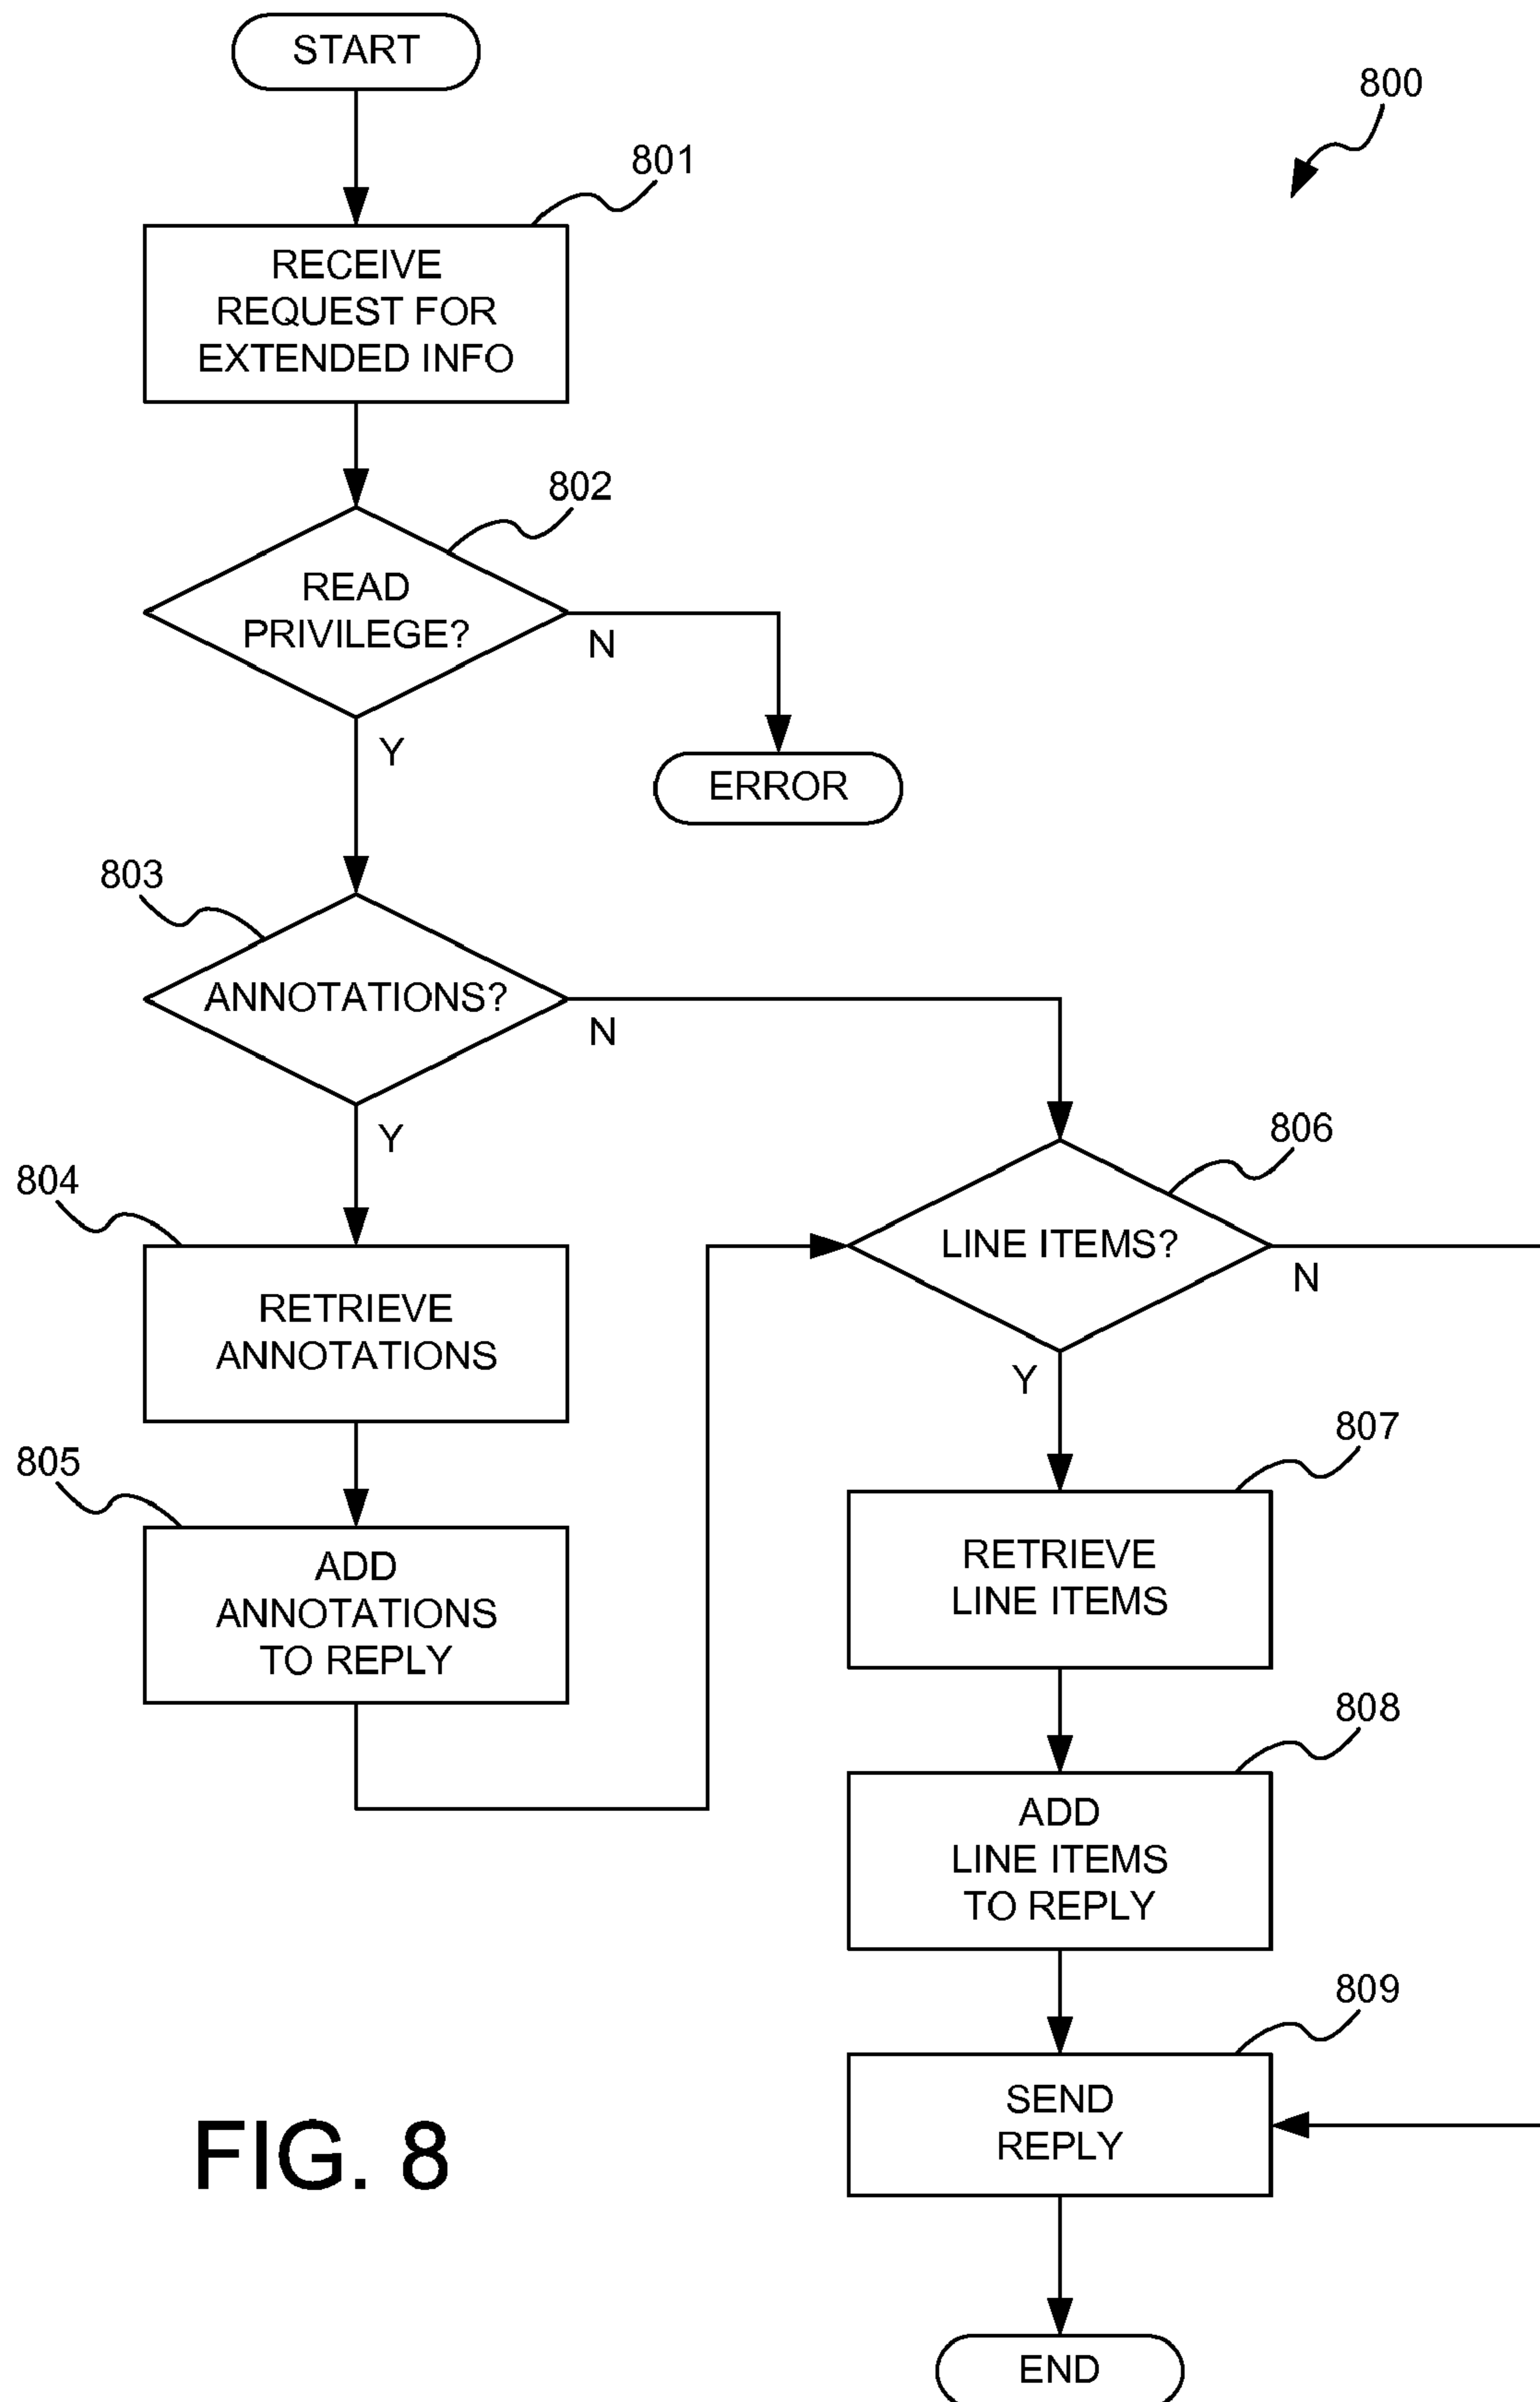 START
800
801
RECEIVE
REQUEST FOR
EXTENDED INFO
802
READ
PRIVILEGE?
N
Y
ERROR
803
ANNOTATIONS?
N
Y
804
RETRIEVE
ANNOTATIONS
805
ADD
ANNOTATIONS
TO REPLY
806
LINE ITEMS?
N
Y
807
RETRIEVE
LINE ITEMS
808
ADD
LINE ITEMS
TO REPLY
809
SEND
REPLY
END
FIG. 8